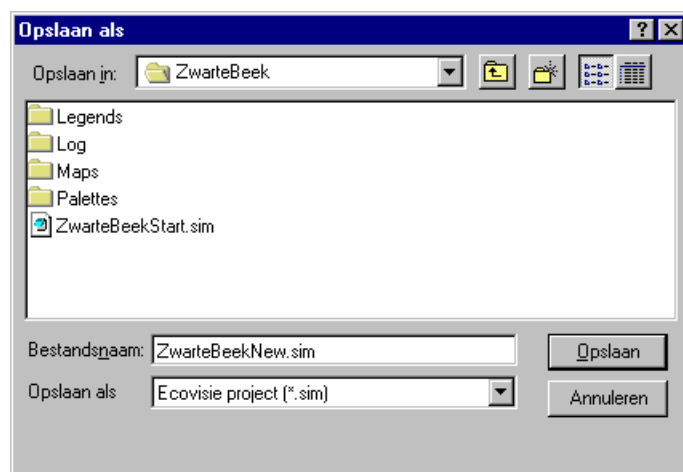 Opslaan als
Opslaan in: ZwarteBeek
Legends
Log
Maps
Palettes
ZwarteBeekStart.sim
Bestandsnaam: ZwarteBeekNew.sim Opslaan
Opslaan als Ecovisie project (*.sim) Annuleren